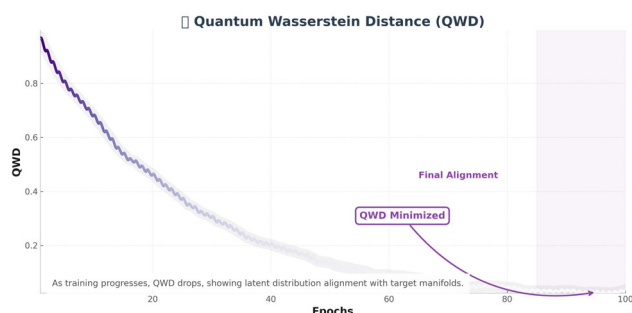 Quantum Wasserstein Distance (QWD)
QWD
0.8
0.6
0.4
0.2
Final Alignment
QWD Minimized
As training progresses, QWD drops, showing latent distribution alignment with target manifolds.
20
40
60
80
100
Epochs